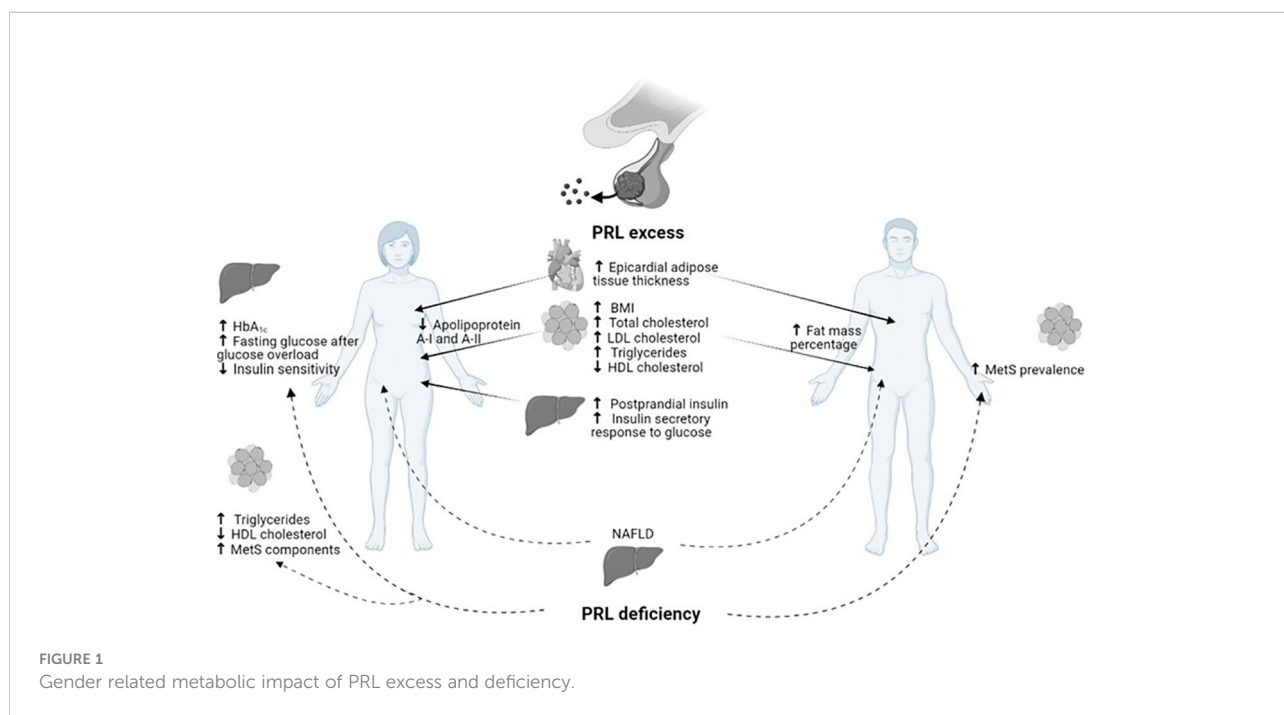 PRL excess
↑ Epicardial adipose
tissue thickness
↑ HbA1c
↑ Fasting glucose after
glucose overload
↓ Insulin sensitivity
↓ Apolipoprotein
A-I and A-II
↑ BMI
↑ Total cholesterol
↑ LDL cholesterol
↑ Triglycerides
↓ HDL cholesterol
↑ Fat mass
percentage
↑ MetS prevalence
↑ Postprandial insulin
↑ Insulin secretory
response to glucose
↑ Triglycerides
↓ HDL cholesterol
↑ MetS components
NAFLD
PRL deficiency
FIGURE 1
Gender related metabolic impact of PRL excess and deficiency.